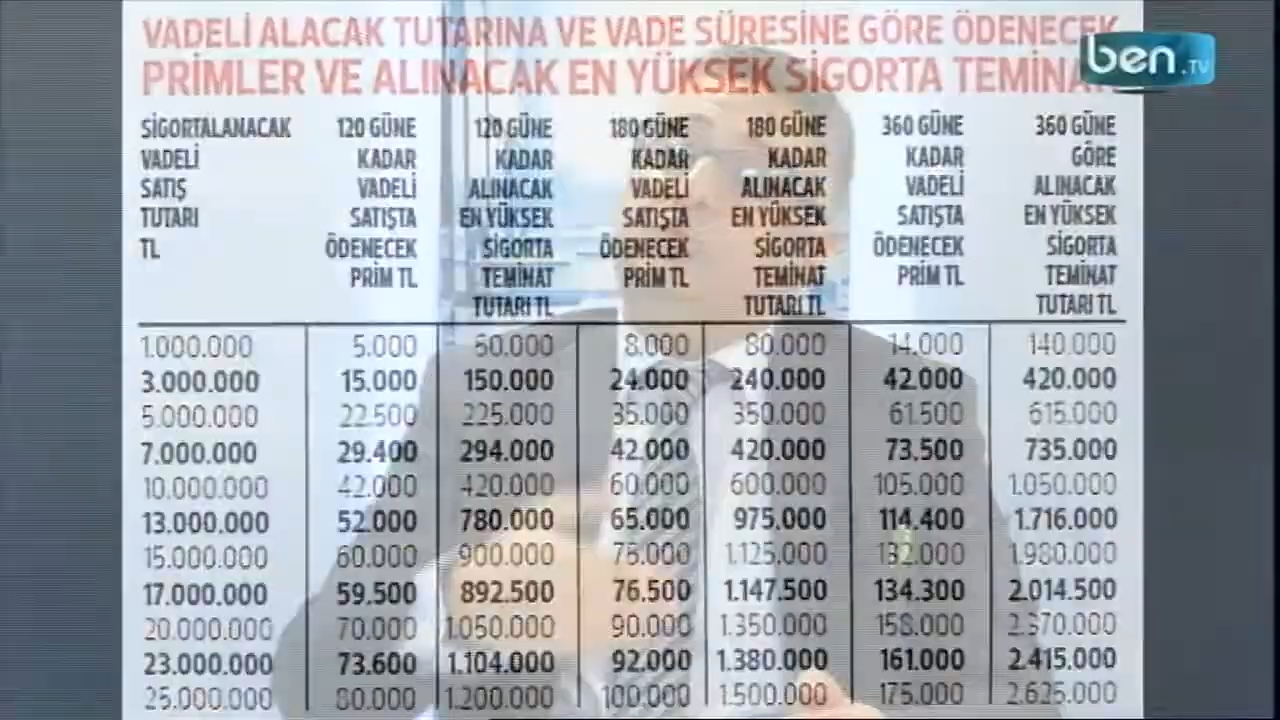 VADELİ ALACAK TUTARINA VE VADE SÜRESİNE GÖRE ÖDENECEK
PRİMLER VE ALINACAK EN YÜKSEK SİGORTA
ben.TV
SİGORTALANACAK 120 GÜNE 120 GÜNE 180 GÜNE 180 GÜNE 360 GÜNE 360 GÜNE
VADELİ KADAR KADAR KADAR KADAR KADAR GÖRE
SATIŞ VADELİ ALINACAK VADELİ ALINACAK VADELİ ALINACAK
TUTARI SATIŞTA EN YÜKSEK SATIŞTA EN YÜKSEK SATIŞTA EN YÜKSEK
TL ÖDENECEK SİGORTA ÖDENECEK SİGORTA ÖDENECEK SİGORTA
PRİM TL TEMİNAT PRİM TL TEMİNAT PRİM TL TEMİNAT
TUTARI TL TUTARI TL TUTARI TL
1.000.000 5.000 50.000 8.000 80.000 14.000 140.000
3.000.000 15.000 150.000 24.000 240.000 42.000 420.000
5.000.000 22.500 225.000 35.000 350.000 61.500 615.000
7.000.000 29.400 294.000 42.000 420.000 73.500 735.000
10.000.000 42.000 420.000 60.000 600.000 105.000 1.050.000
13.000.000 52.000 780.000 65.000 975.000 114.400 1.716.000
15.000.000 60.000 900.000 75.000 1.125.000 132.000 1.980.000
17.000.000 59.500 892.500 76.500 1.147.500 134.300 2.014.500
20.000.000 70.000 1.050.000 90.000 1.350.000 158.000 2.370.000
23.000.000 73.600 1.104.000 92.000 1.380.000 161.000 2.415.000
25.000.000 80.000 1.200.000 100.000 1.500.000 175.000 2.625.000